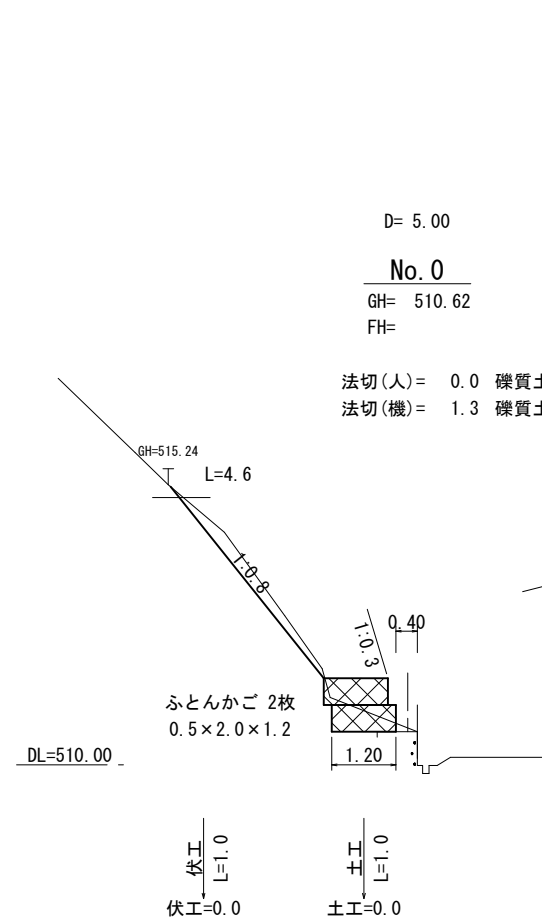 D= 5.00
No.0
GH= 510.62
FH=
法切(人)= 0.0 礫質土
法切(機)= 1.3 礫質土
GH=515.24
L=4.6
1:0.8
1:0.3
0.40
ふとんかご 2枚
0.5×2.0×1.2
DL=510.00
1.20
伏工
L=1.0
土工
L=1.0
伏工=0.0
土工=0.0